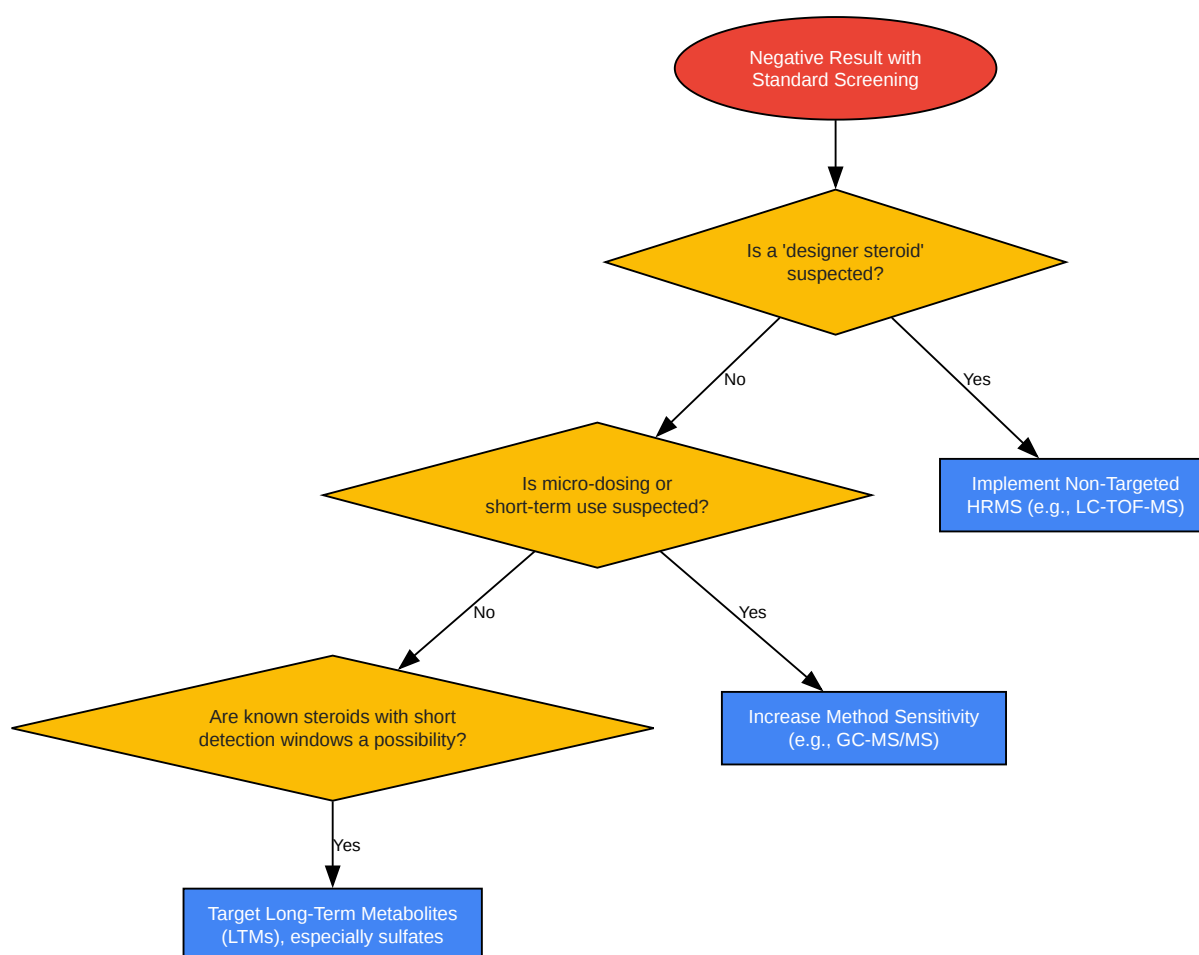 Negative Result with
Standard Screening
Is a 'designer steroid'
suspected?
No
Yes
Is micro-dosing or
short-term use suspected?
Implement Non-Targeted
HRMS (e.g., LC-TOF-MS)
No
Yes
Are known steroids with short
detection windows a possibility?
Increase Method Sensitivity
(e.g., GC-MS/MS)
Yes
Target Long-Term Metabolites
(LTMs), especially sulfates